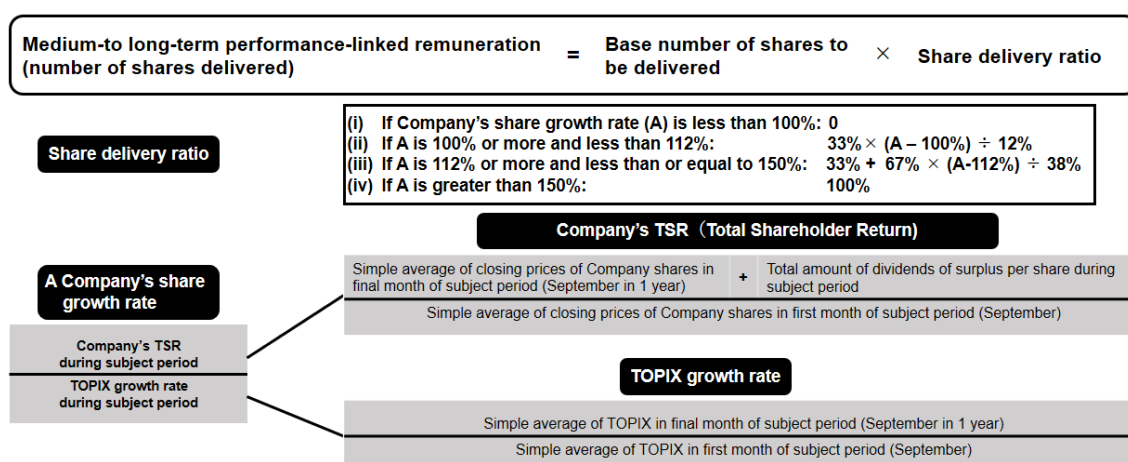 Medium-to long-term performance-linked remuneration
(number of shares delivered)
=
Base number of shares to
be delivered
×
Share delivery ratio
Share delivery ratio
(i) If Company's share growth rate (A) is less than 100%: 0
(ii) If A is 100% or more and less than 112%: 33% × (A – 100%) ÷ 12%
(iii) If A is 112% or more and less than or equal to 150%: 33% + 67% × (A-112%) ÷ 38%
(iv) If A is greater than 150%: 100%
Company's TSR（Total Shareholder Return)
A Company's share
growth rate
Simple average of closing prices of Company shares in
final month of subject period (September in 1 year)
+
Total amount of dividends of surplus per share during
subject period
Simple average of closing prices of Company shares in first month of subject period (September)
Company's TSR
during subject period
TOPIX growth rate
during subject period
TOPIX growth rate
Simple average of TOPIX in final month of subject period (September in 1 year)
Simple average of TOPIX in first month of subject period (September)